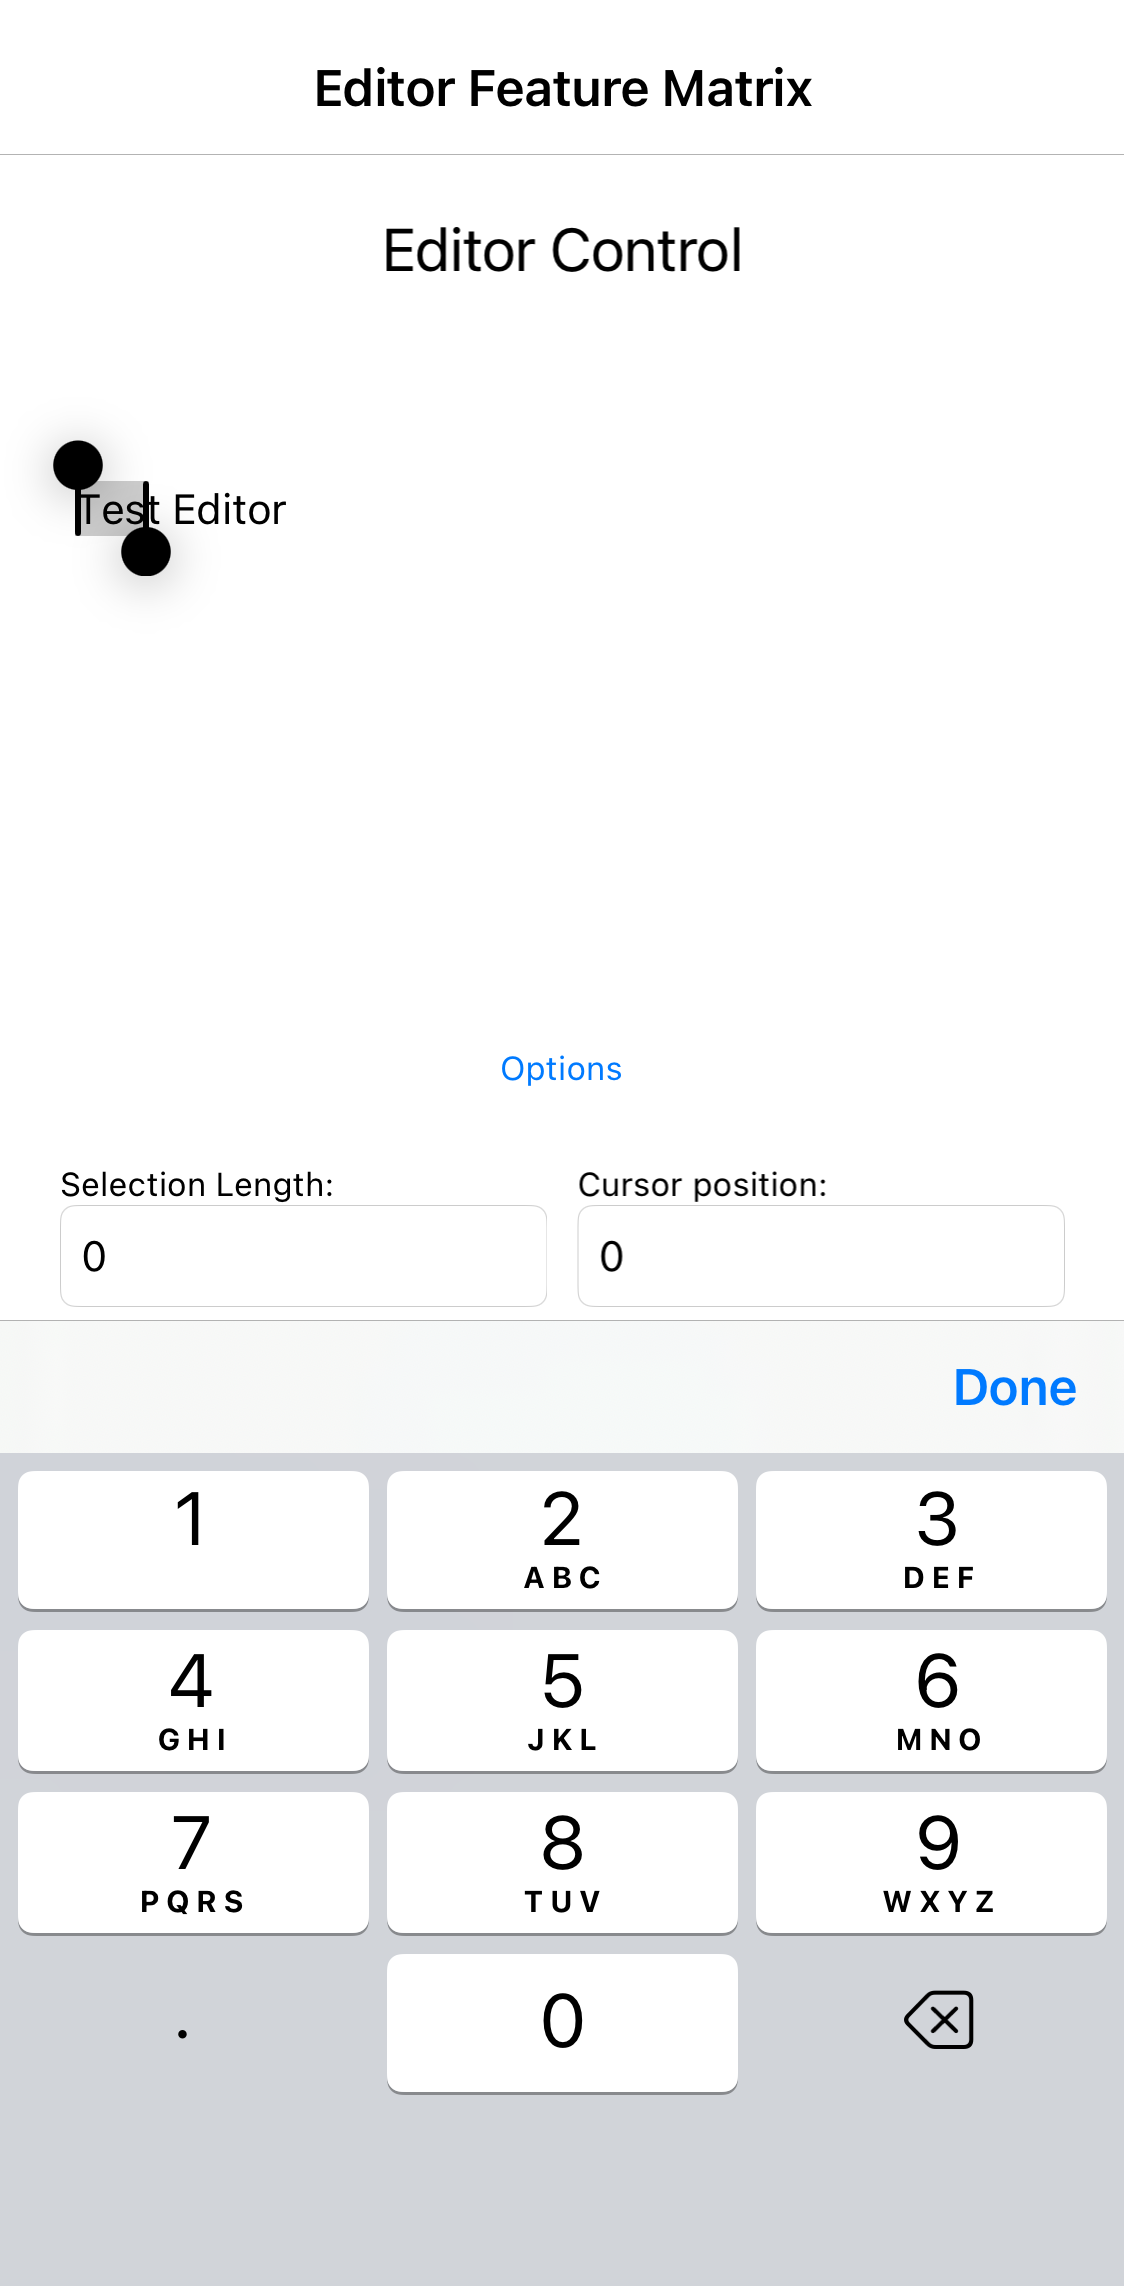 Editor Feature Matrix
Editor Control
Test Editor
Options
Selection Length: Cursor position:
0 0
Done
1 2 3
ABC DEF
4 5 6
GHI JKL MNO
7 8 9
PQRS TUV WXYZ
. 0